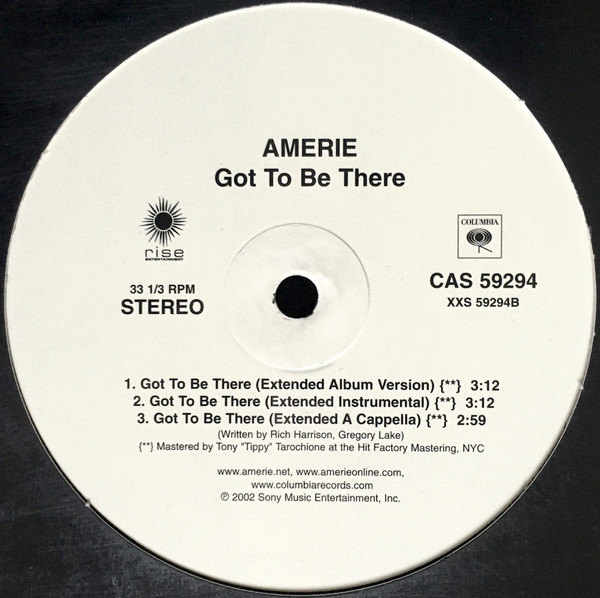 AMERIE
Got To Be There
rise
ENTERTAINMENT
COLUMBIA
33 1/3 RPM
STEREO
CAS 59294
XXS 59294B
1. Got To Be There (Extended Album Version) {**} 3:12
2. Got To Be There (Extended Instrumental) {**} 3:12
3. Got To Be There (Extended A Cappella) {**} 2:59
(Written by Rich Harrison, Gregory Lake)
{**} Mastered by Tony "Tippy" Tarochione at the Hit Factory Mastering, NYC
www.amerie.net, www.amerieonline.com,
www.columbiarecords.com
℗ 2002 Sony Music Entertainment, Inc.